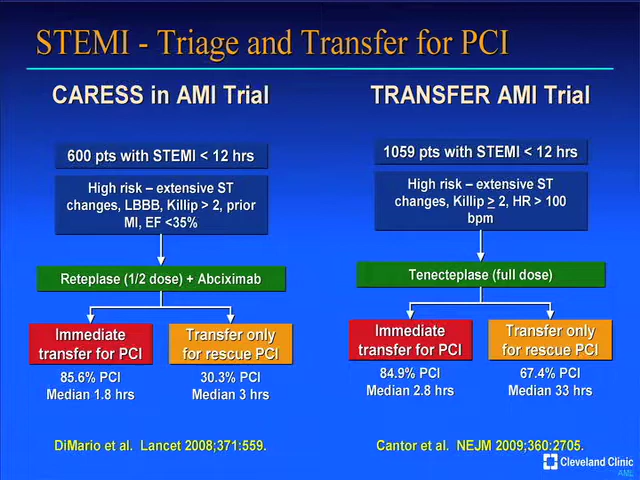 STEMI - Triage and Transfer for PCI
CARESS in AMI Trial
600 pts with STEMI < 12 hrs
High risk – extensive ST
changes, LBBB, Killip > 2, prior
MI, EF <35%
Reteplase (1/2 dose) + Abciximab
Immediate
transfer for PCI
85.6% PCI
Median 1.8 hrs
Transfer only
for rescue PCI
30.3% PCI
Median 3 hrs
DiMario et al. Lancet 2008;371:559.
TRANSFER AMI Trial
1059 pts with STEMI < 12 hrs
High risk – extensive ST
changes, Killip ≥ 2, HR > 100
bpm
Tenecteplase (full dose)
Immediate
transfer for PCI
84.9% PCI
Median 2.8 hrs
Transfer only
for rescue PCI
67.4% PCI
Median 33 hrs
Cantor et al. NEJM 2009;360:2705.
Cleveland Clinic
AME